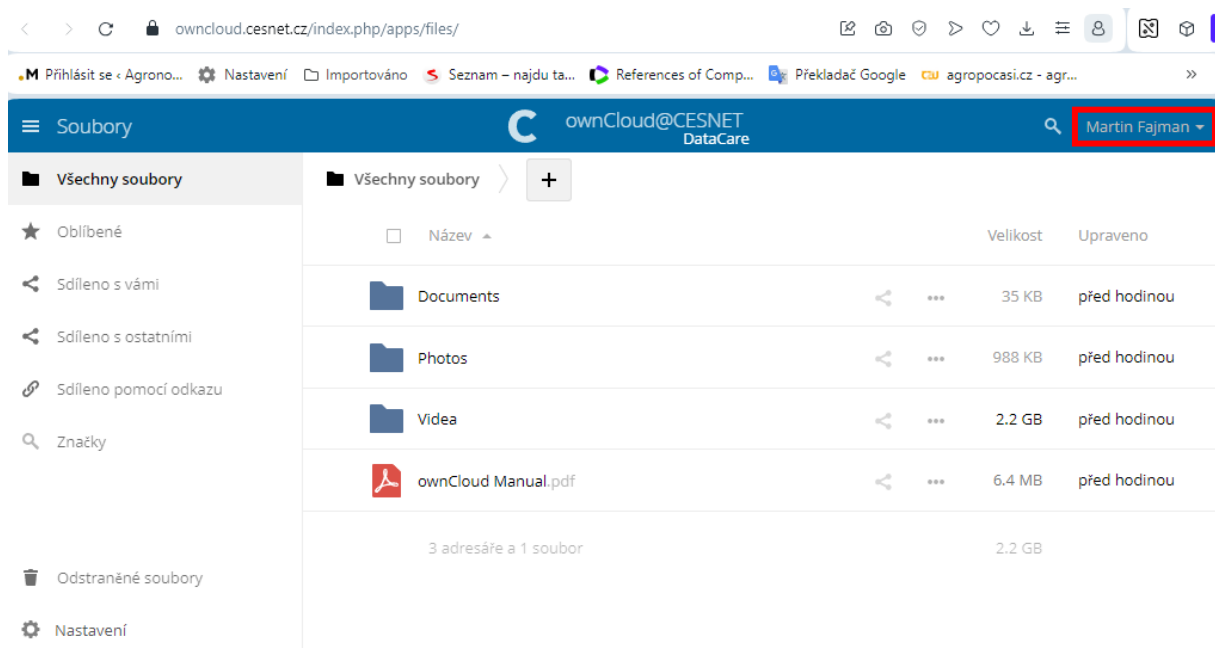 owncloud.cesnet.cz/index.php/apps/files/
Přihlásit se ‹ Agrono... Nastavení Importováno Seznam – najdu ta... References of Comp... Překladač Google agropocasi.cz - agr... »
Soubory ownCloud@CESNET Martin Fajman
DataCare
Všechny soubory Všechny soubory +
Oblíbené Název Velikost Upraveno
Sdíleno s vámi Documents 35 KB před hodinou
Sdíleno s ostatními Photos 988 KB před hodinou
Sdíleno pomocí odkazu Videa 2.2 GB před hodinou
Značky ownCloud Manual.pdf 6.4 MB před hodinou
3 adresáře a 1 soubor 2.2 GB
Odstraněné soubory
Nastavení